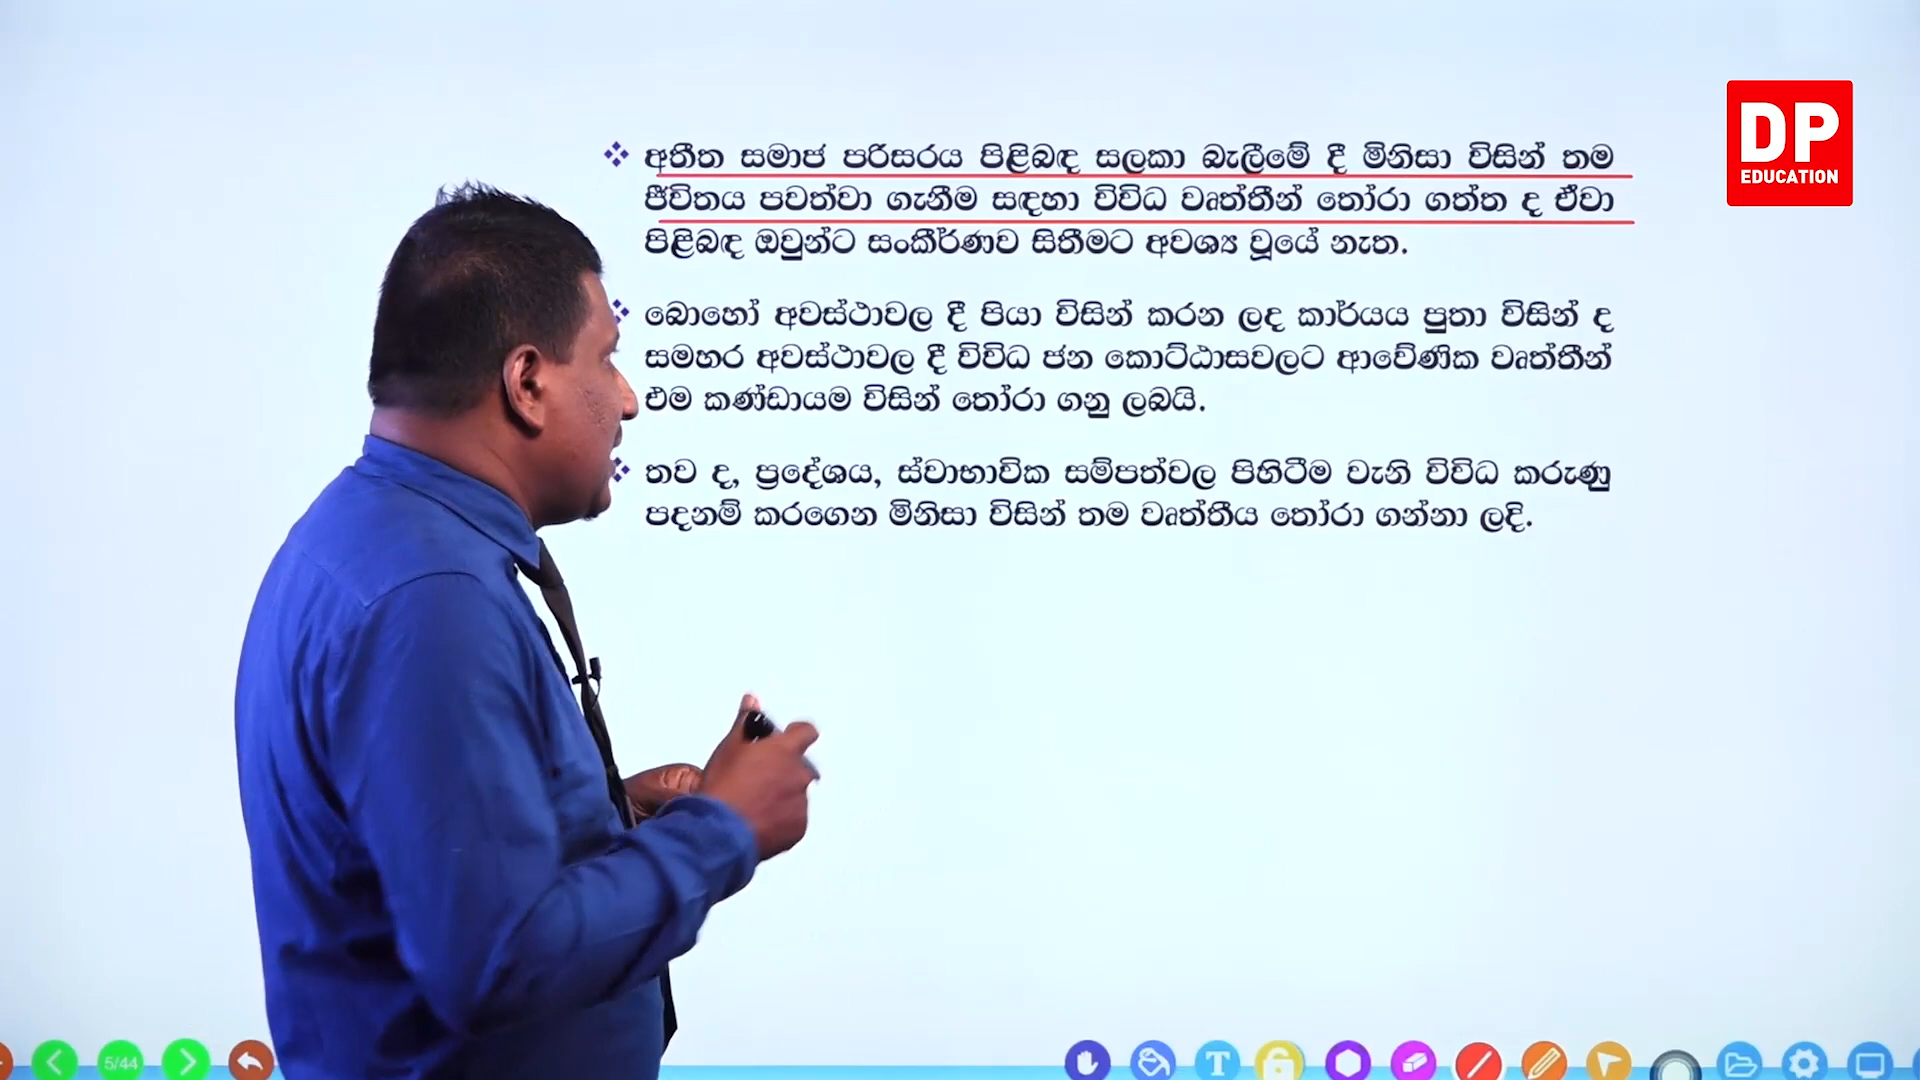 DP
EDUCATION
අතීත සමාජ පරිසරය පිළිබඳ සලකා බැලීමේ දී මිනිසා විසින් තම
ජීවිතය පවත්වා ගැනීම සඳහා විවිධ වෘත්තීන් තෝරා ගත්ත ද ඒවා
පිළිබඳ ඔවුන්ට සංකීර්ණව සිතීමට අවශ්‍ය වූයේ නැත.
බොහෝ අවස්ථාවල දී පියා විසින් කරන ලද කාර්යය පුතා විසින් ද
සමහර අවස්ථාවල දී විවිධ ජන කොට්ඨාසවලට ආවේණික වෘත්තීන්
එම කණ්ඩායම විසින් තෝරා ගනු ලබයි.
තව ද, ප්‍රදේශය, ස්වාභාවික සම්පත්වල පිහිටීම වැනි විවිධ කරුණු
පදනම් කරගෙන මිනිසා විසින් තම වෘත්තීය තෝරා ගන්නා ලදි.
5/44
T